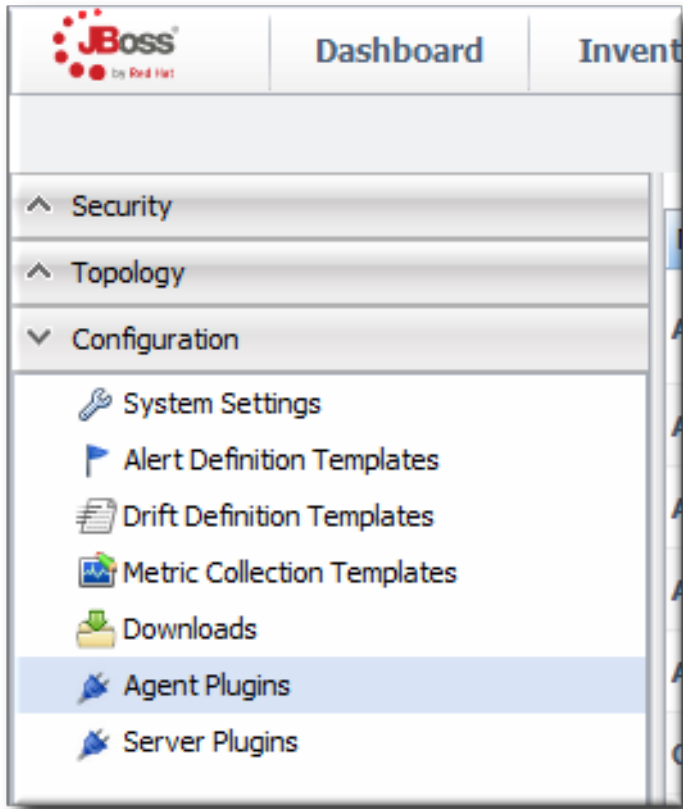 JBoss
by Red Hat
Dashboard
Invent
Security
Topology
Configuration
System Settings
Alert Definition Templates
Drift Definition Templates
Metric Collection Templates
Downloads
Agent Plugins
Server Plugins